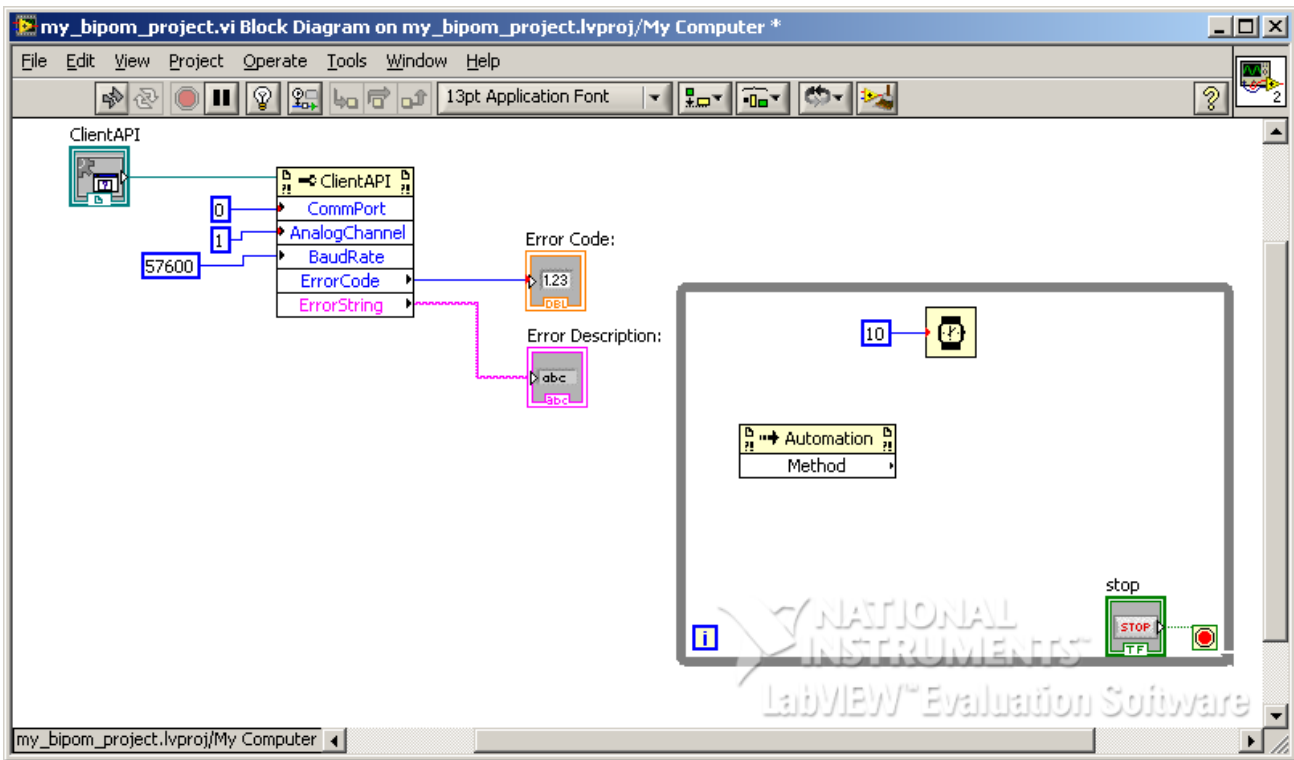 my_bipom_project.vi Block Diagram on my_bipom_project.lvproj/My Computer *
File Edit View Project Operate Tools Window Help
13pt Application Font
?
2
ClientAPI
?
ClientAPI
0
CommPort
1
AnalogChannel
57600
BaudRate
ErrorCode
ErrorString
Error Code:
1.23
DBL
Error Description:
abc
abc
10
Automation
Method
stop
STOP
TF
i
NATIONAL
INSTRUMENTS™
LabVIEW™ Evaluation Software
my_bipom_project.lvproj/My Computer